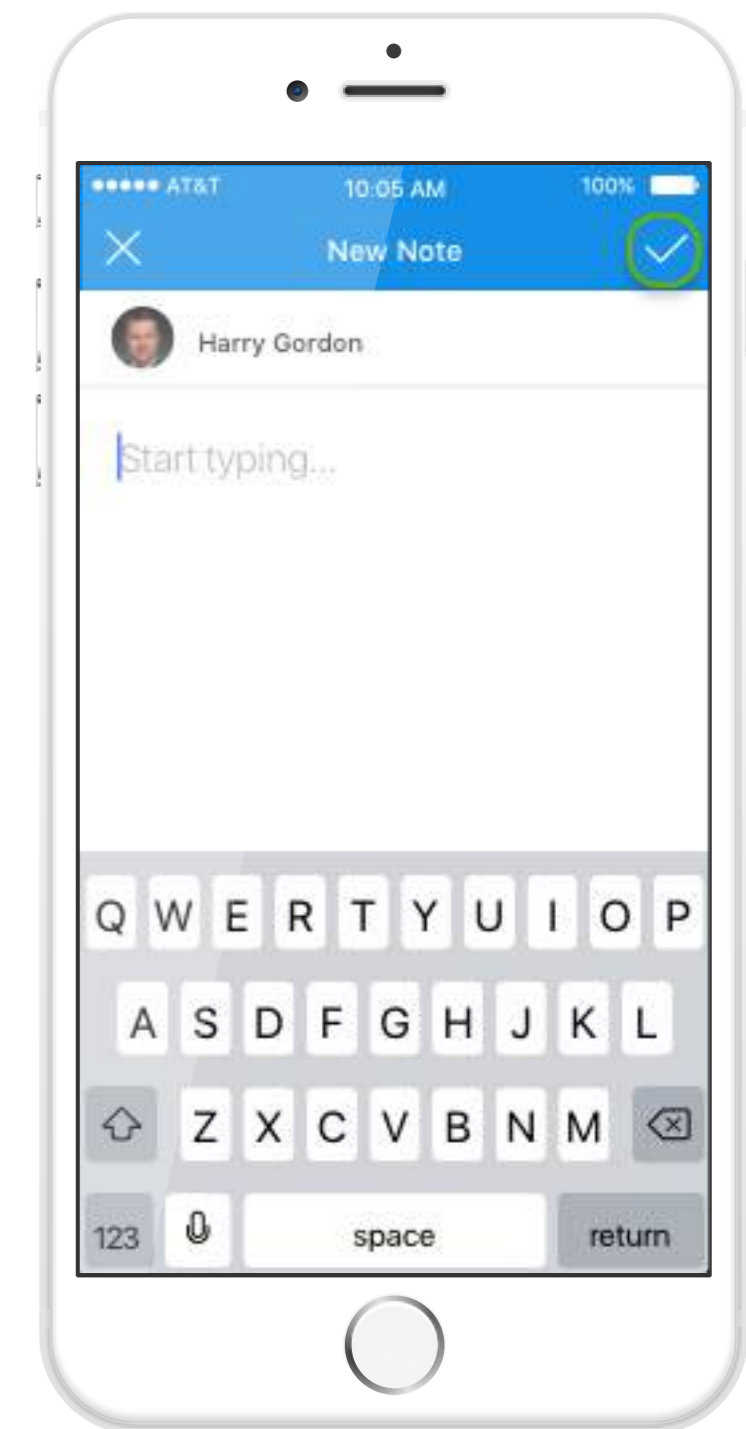 AT&T 10:05 AM 100%
New Note
Harry Gordon
Start typing...
Q W E R T Y U I O P
A S D F G H J K L
Z X C V B N M
123 space return